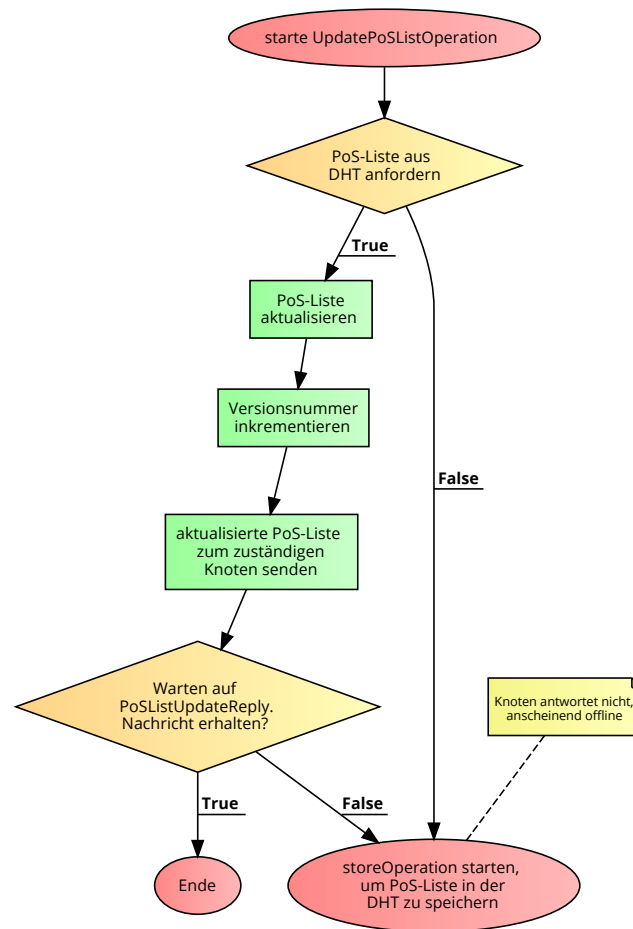 starte UpdatePoSListOperation
PoS-Liste aus
DHT anfordern
True
PoS-Liste
aktualisieren
Versionsnummer
inkrementieren
False
aktualisierte PoS-Liste
zum zuständigen
Knoten senden
Warten auf
PoSListUpdateReply.
Nachricht erhalten?
Knoten antwortet nicht,
anscheinend offline
True
False
Ende
storeOperation starten,
um PoS-Liste in der
DHT zu speichern